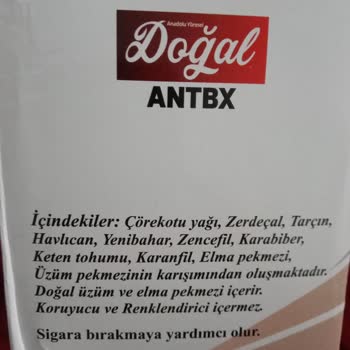 Anadolu Yöresel
Doğal
ANTBX
İçindekiler: Çörekotu yağı, Zerdeçal, Tarçın,
Havlıcan, Yenibahar, Zencefil, Karabiber,
Keten tohumu, Karanfil, Elma pekmezi,
Üzüm pekmezinin karışımından oluşmaktadır.
Doğal üzüm ve elma pekmezi içerir.
Koruyucu ve Renklendirici içermez.
Sigara bırakmaya yardımcı olur.